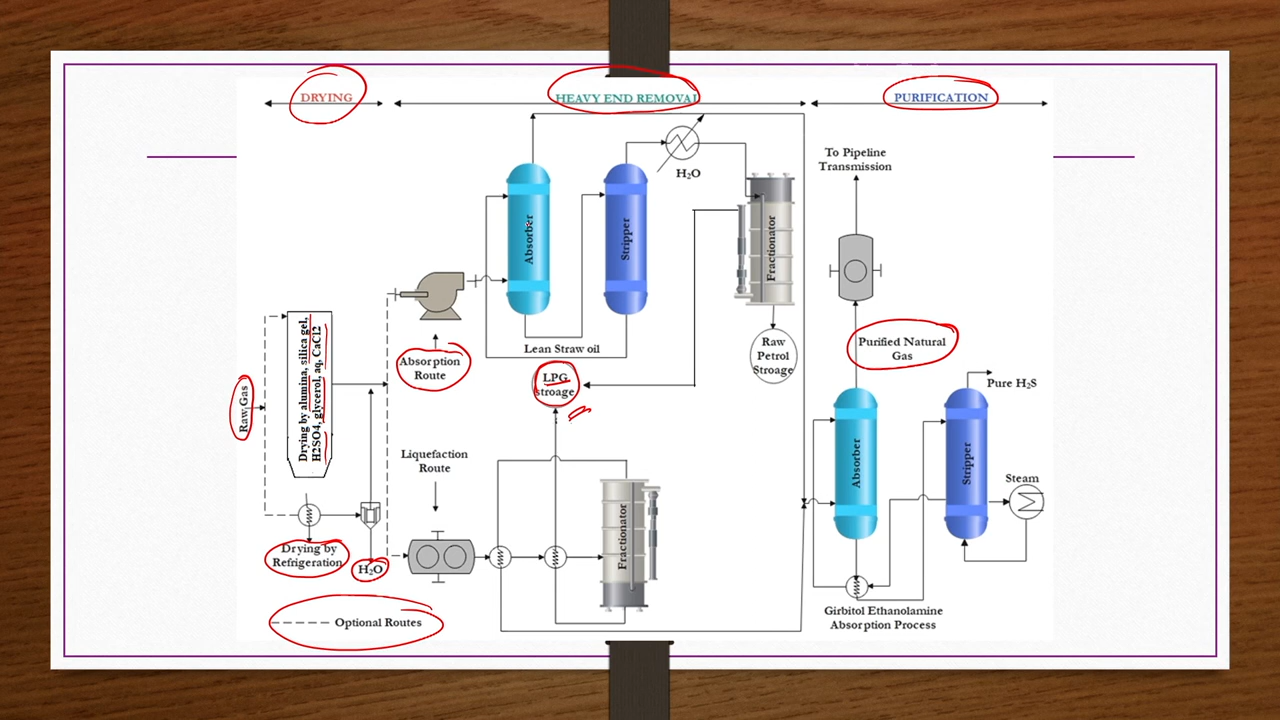 DRYING
HEAVY END REMOVAL
PURIFICATION
Raw Gas
Drying by alumina, silica gel,
H2SO4, glycerol, aq, CaCl2
Drying by
Refrigeration
H₂O
Optional Routes
Absorption
Route
Absorber
Stripper
H₂O
Fractionator
Lean Straw oil
Raw
Petrol
Stroage
LPG
stroage
Liquefaction
Route
Fractionator
To Pipeline
Transmission
Purified Natural
Gas
Absorber
Stripper
Pure H₂S
Steam
Girbitol Ethanolamine
Absorption Process